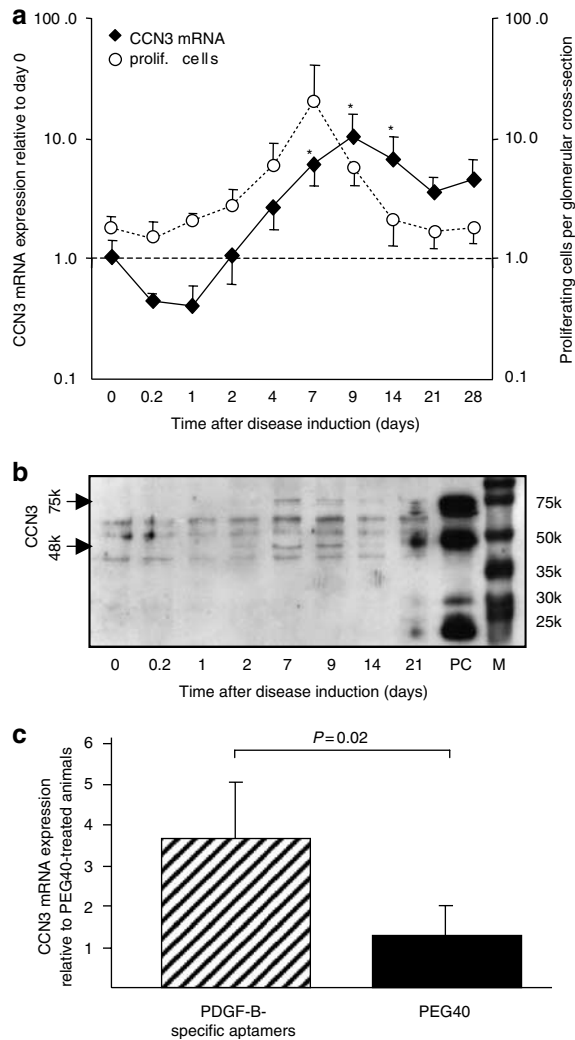 a
CCN3 mRNA expression relative to day 0
100.0
10.0
1.0
0.1
CCN3 mRNA
prolif. cells
*
*
*
100.0
10.0
1.0
0.1
Proliferating cells per glomerular cross-section
0 0.2 1 2 4 7 9 14 21 28
Time after disease induction (days)
b
CCN3
75k
48k
75k
50k
35k
30k
25k
0 0.2 1 2 7 9 14 21 PC M
Time after disease induction (days)
c
CCN3 mRNA expression
relative to PEG40-treated animals
6
5
4
3
2
1
P=0.02
PDGF-B-
specific aptamers
PEG40